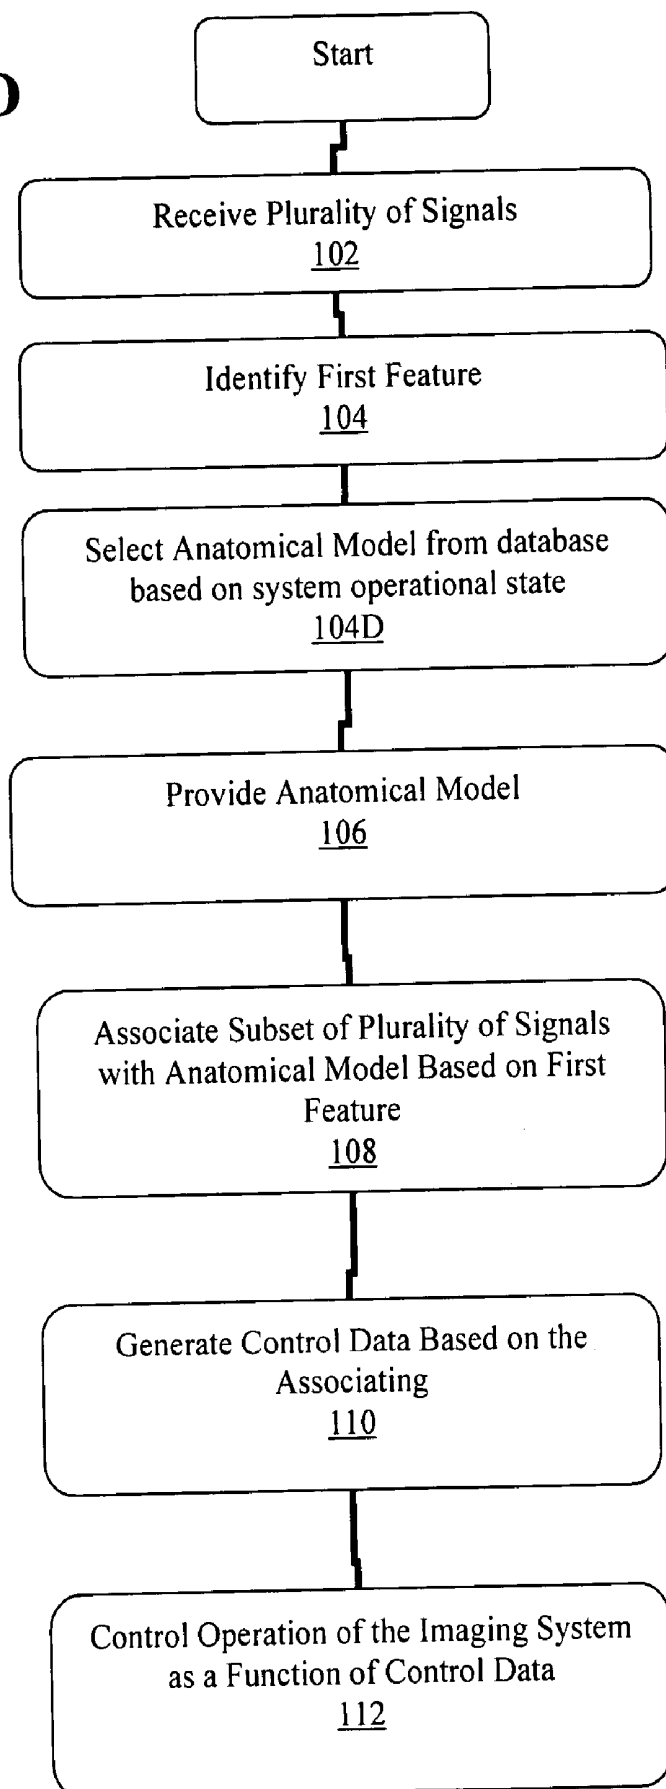 Start
Receive Plurality of Signals
102
Identify First Feature
104
Select Anatomical Model from database
based on system operational state
104D
Provide Anatomical Model
106
Associate Subset of Plurality of Signals
with Anatomical Model Based on First
Feature
108
Generate Control Data Based on the
Associating
110
Control Operation of the Imaging System
as a Function of Control Data
112